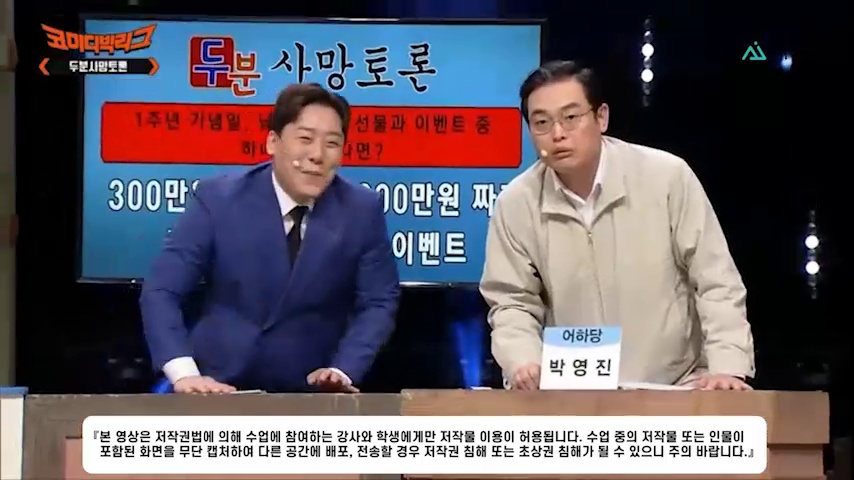 코미디빅리그
두분사망토론
두분 사망토론
1주년 기념일, 선물과 이벤트 중
300만원 짜
이벤트
어하당
박영진
『본 영상은 저작권법에 의해 수업에 참여하는 강사와 학생에게만 저작물 이용이 허용됩니다. 수업 중의 저작물 또는 인물이
포함된 화면을 무단 캡처하여 다른 공간에 배포, 전송할 경우 저작권 침해 또는 초상권 침해가 될 수 있으니 주의 바랍니다.』